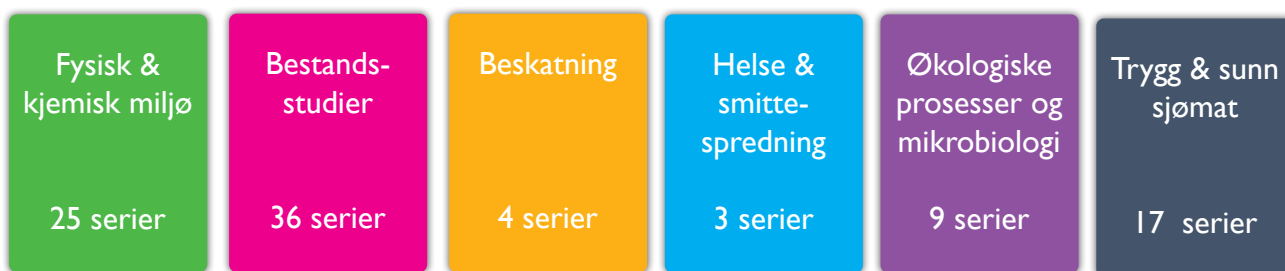 Fysisk &
kjemisk miljø
25 serier
Bestands-
studier
36 serier
Beskatning
4 serier
Helse &
smitte-
spredning
3 serier
Økologiske
prosesser og
mikrobiologi
9 serier
Trygg & sunn
sjømat
17 serier